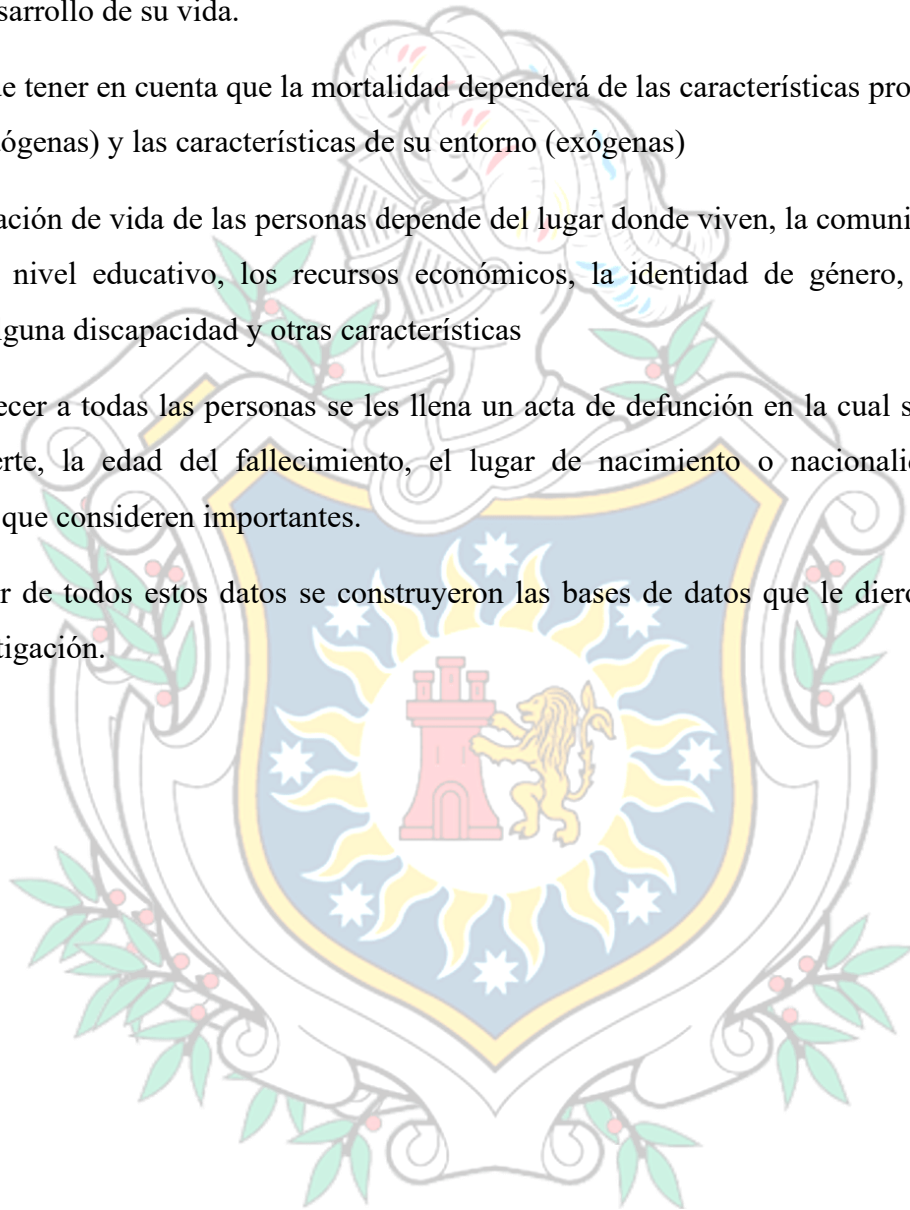 sarrollo de su vida.
e tener en cuenta que la mortalidad dependerá de las características pro
ógenas) y las características de su entorno (exógenas)
ación de vida de las personas depende del lugar donde viven, la comuni
nivel educativo, los recursos económicos, la identidad de género,
lguna discapacidad y otras características
ecer a todas las personas se les llena un acta de defunción en la cual s
erte, la edad del fallecimiento, el lugar de nacimiento o nacionalid
que consideren importantes.
r de todos estos datos se construyeron las bases de datos que le diero
tigación.